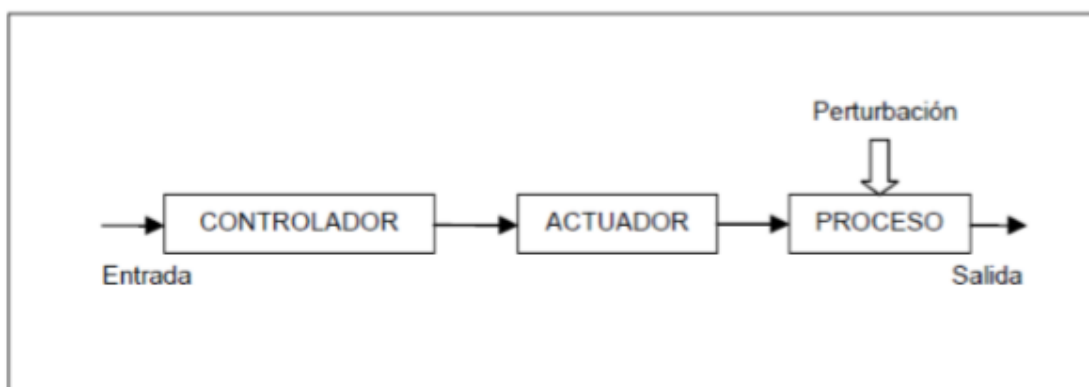 Perturbación
CONTROLADOR
ACTUADOR
PROCESO
Entrada
Salida